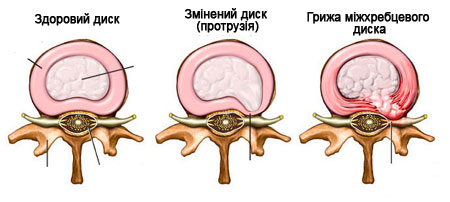 Здоровий диск
Змінений диск
(протрузія)
Грижа міжхребцевого
диска